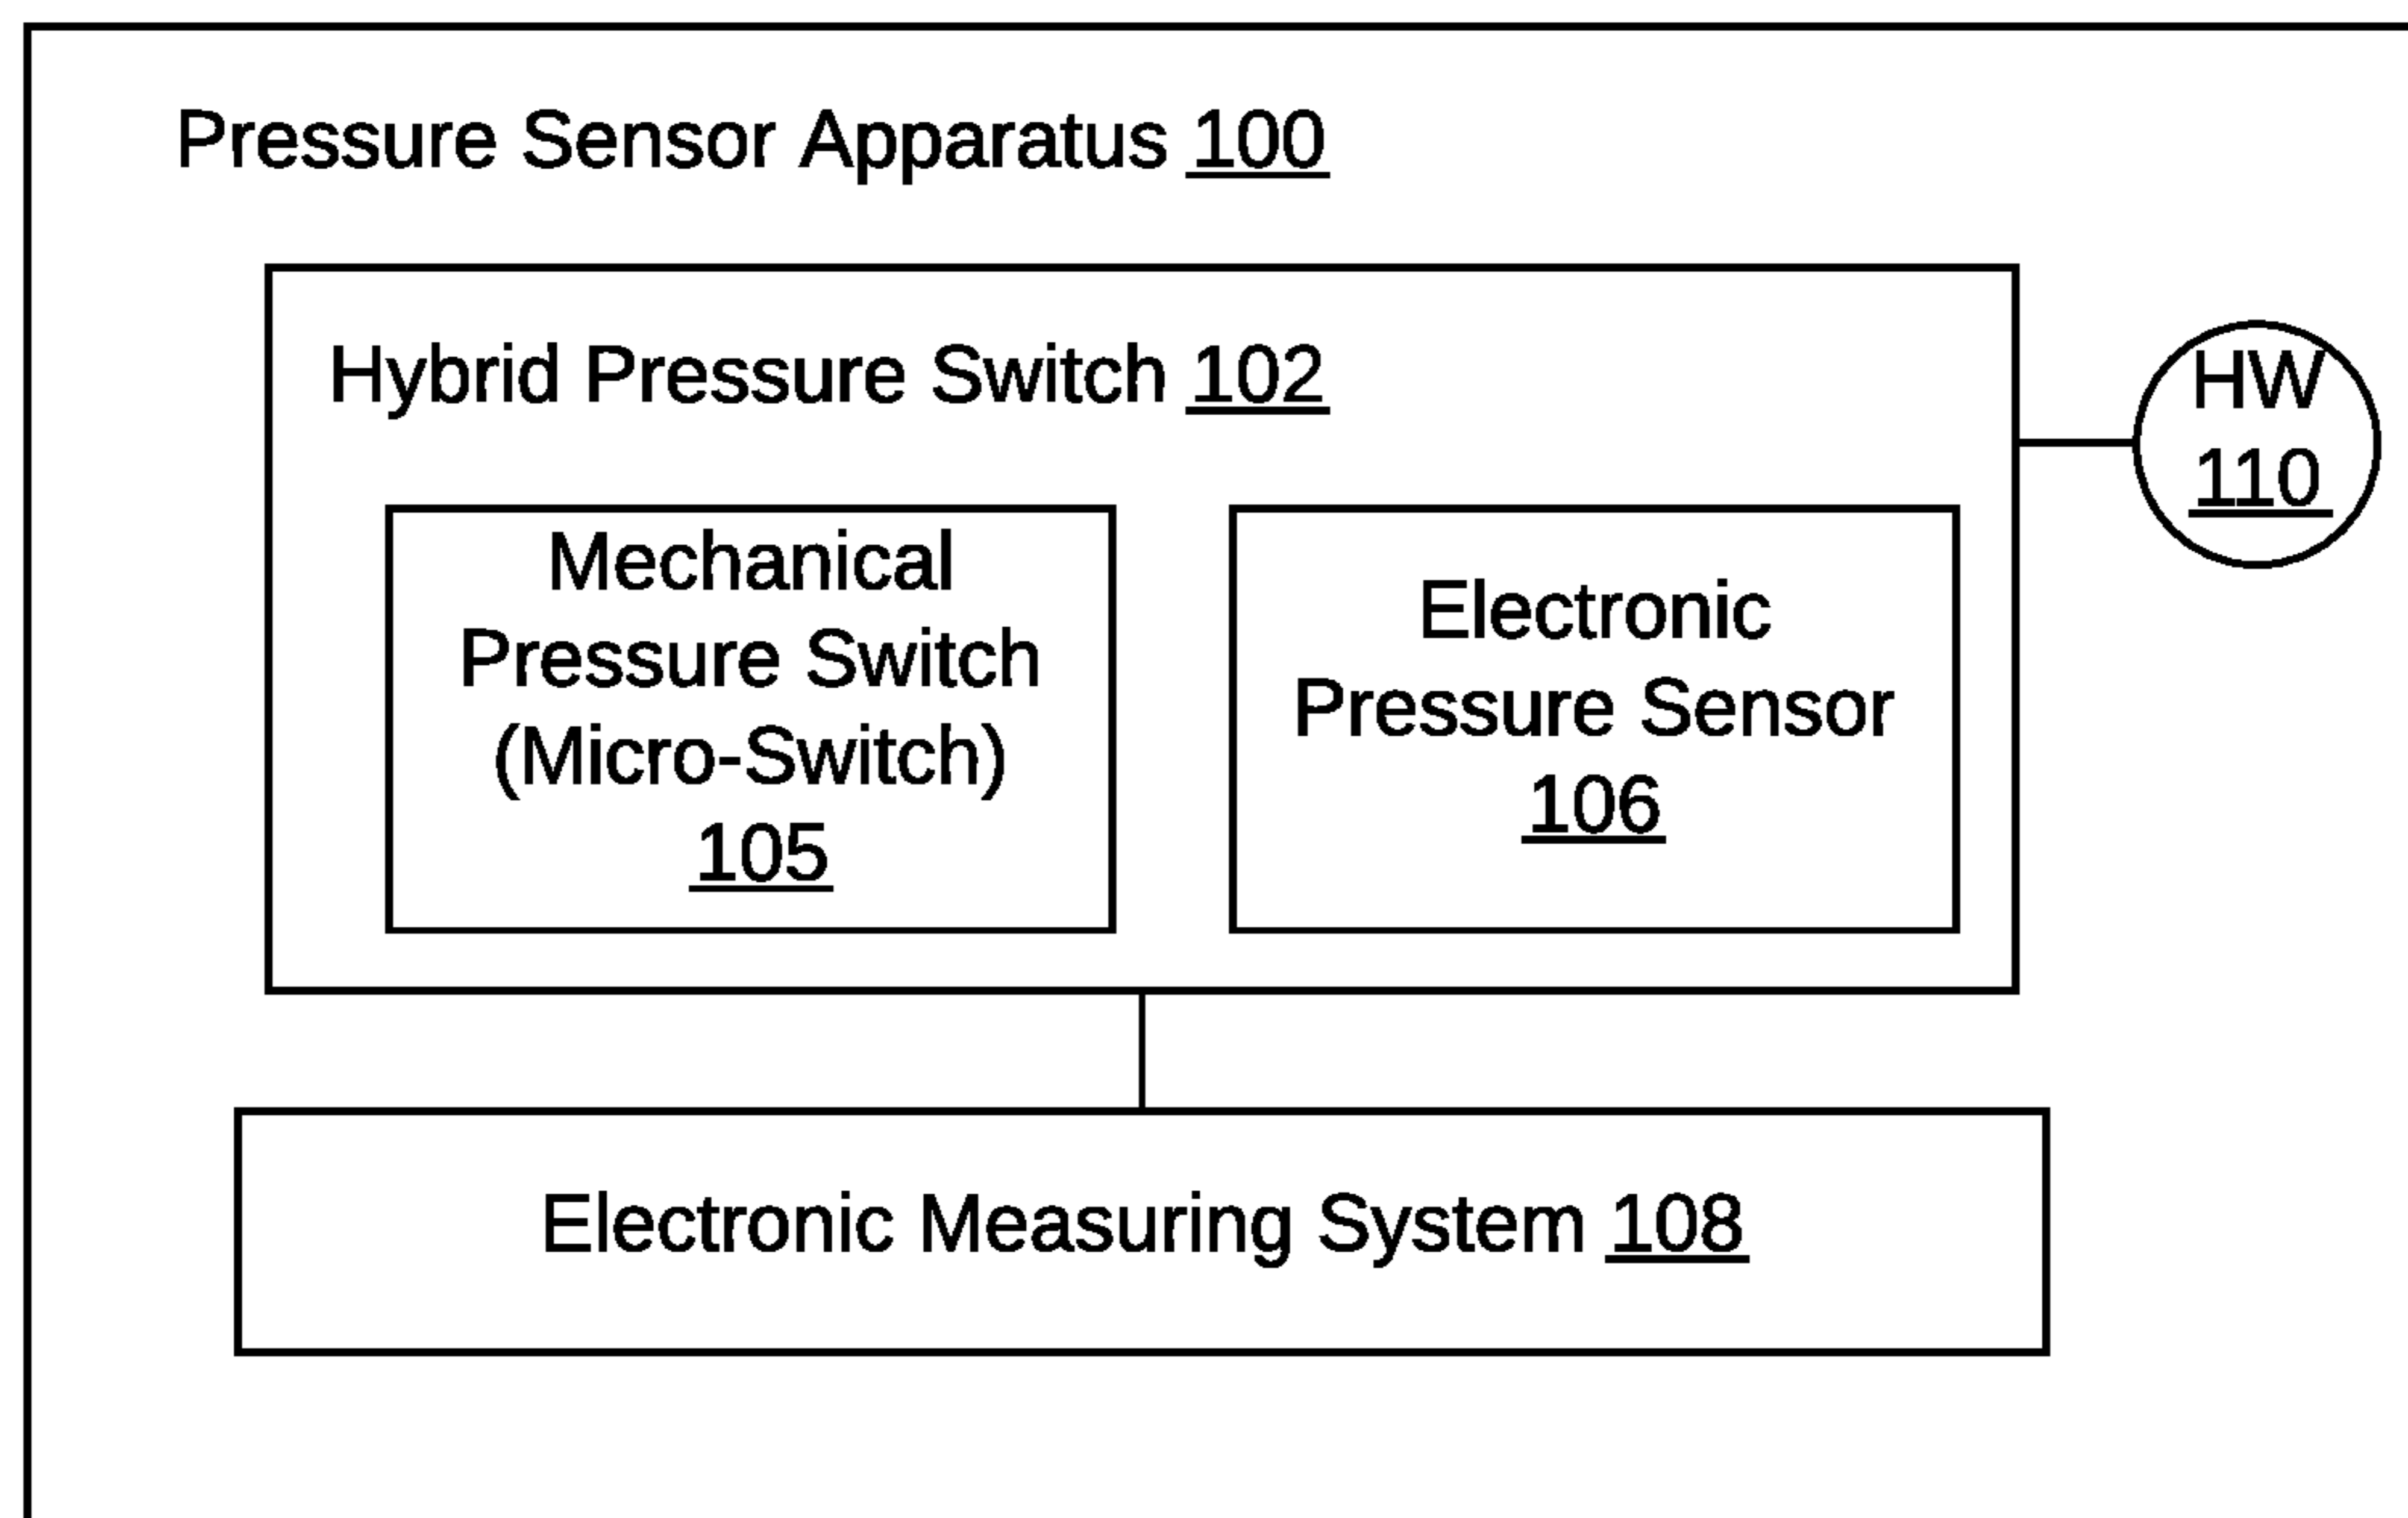 Pressure Sensor Apparatus 100
Hybrid Pressure Switch 102
HW
110
Mechanical
Pressure Switch
(Micro-Switch)
105
Electronic
Pressure Sensor
106
Electronic Measuring System 108